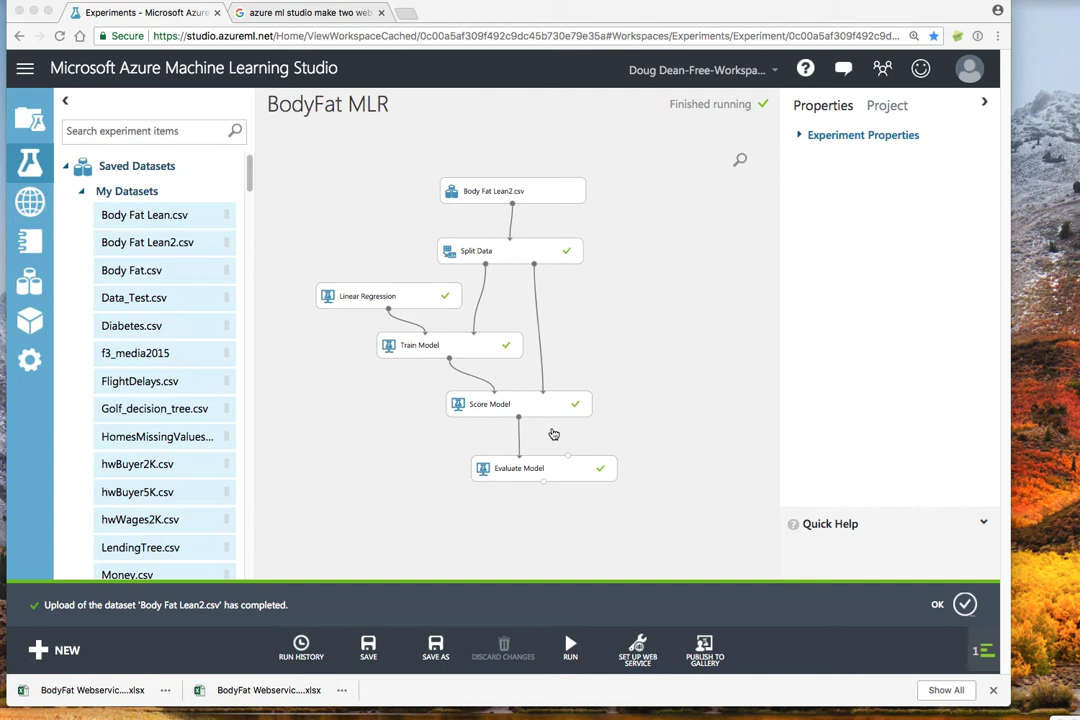 Experiments - Microsoft Azure
azure ml studio make two web
Secure
https://studio.azureml.net/Home/ViewWorkspaceCached/0c00a5af309f492c9dc45b730e79e35a#Workspaces/Experiments/Experiment/0c00a5af309f492c9d...
Microsoft Azure Machine Learning Studio
Doug Dean-Free-Workspa...
BodyFat MLR
Finished running
Properties
Project
Search experiment items
Experiment Properties
Saved Datasets
My Datasets
Body Fat Lean.csv
Body Fat Lean2.csv
Body Fat.csv
Data_Test.csv
Diabetes.csv
f3_media2015
FlightDelays.csv
Golf_decision_tree.csv
HomesMissingValues...
hwBuyer2K.csv
hwBuyer5K.csv
hwWages2K.csv
LendingTree.csv
Money.csv
Body Fat Lean2.csv
Split Data
Linear Regression
Train Model
Score Model
Evaluate Model
Quick Help
Upload of the dataset 'Body Fat Lean2.csv' has completed.
OK
NEW
RUN HISTORY
SAVE
SAVE AS
DISCARD CHANGES
RUN
SET UP WEB
SERVICE
PUBLISH TO
GALLERY
1
BodyFat Webservic....xlsx
BodyFat Webservic....xlsx
Show All